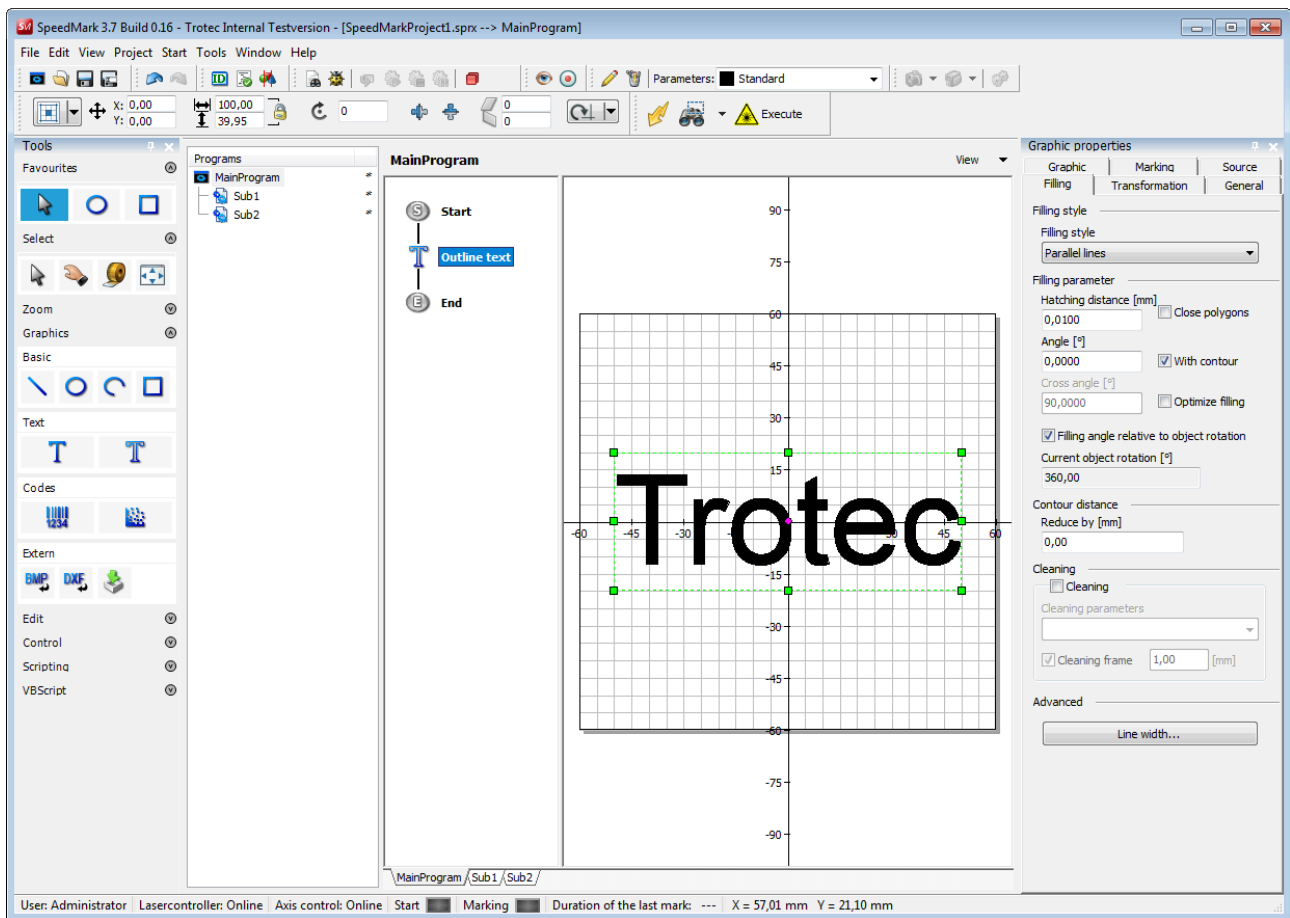 SpeedMark 3.7 Build 0.16 - Trotec Internal Testversion - [SpeedMarkProject1.sprx --> MainProgram]
File Edit View Project Start Tools Window Help
ID Parameters: Standard
X: 0,00 100,00 0 0 Execute
Y: 0,00 39,95 0
Tools
Favourites
Select
Zoom
Graphics
Basic
Text
T T
Codes
1234
Extern
BMP DXF
Edit
Control
Scripting
VBScript
Programs
MainProgram *
Sub1 *
Sub2 *
MainProgram View
S Start
T Outline text
E End
90
75
60
45
30
15
-60 -45 -30 30 45 60
Trotec
-15
-30
-45
-60
-75
-90
MainProgram Sub1 Sub2
Graphic properties
Graphic Marking Source
Filling Transformation General
Filling style
Filling style
Parallel lines
Filling parameter
Hatching distance [mm]
0,0100 Close polygons
Angle [°]
0,0000 With contour
Cross angle [°]
90,0000 Optimize filling
Filling angle relative to object rotation
Current object rotation [°]
360,00
Contour distance
Reduce by [mm]
0,00
Cleaning
Cleaning
Cleaning parameters
Cleaning frame 1,00 [mm]
Advanced
Line width...
User: Administrator Lasercontroller: Online Axis control: Online Start Marking Duration of the last mark: --- X = 57,01 mm Y = 21,10 mm